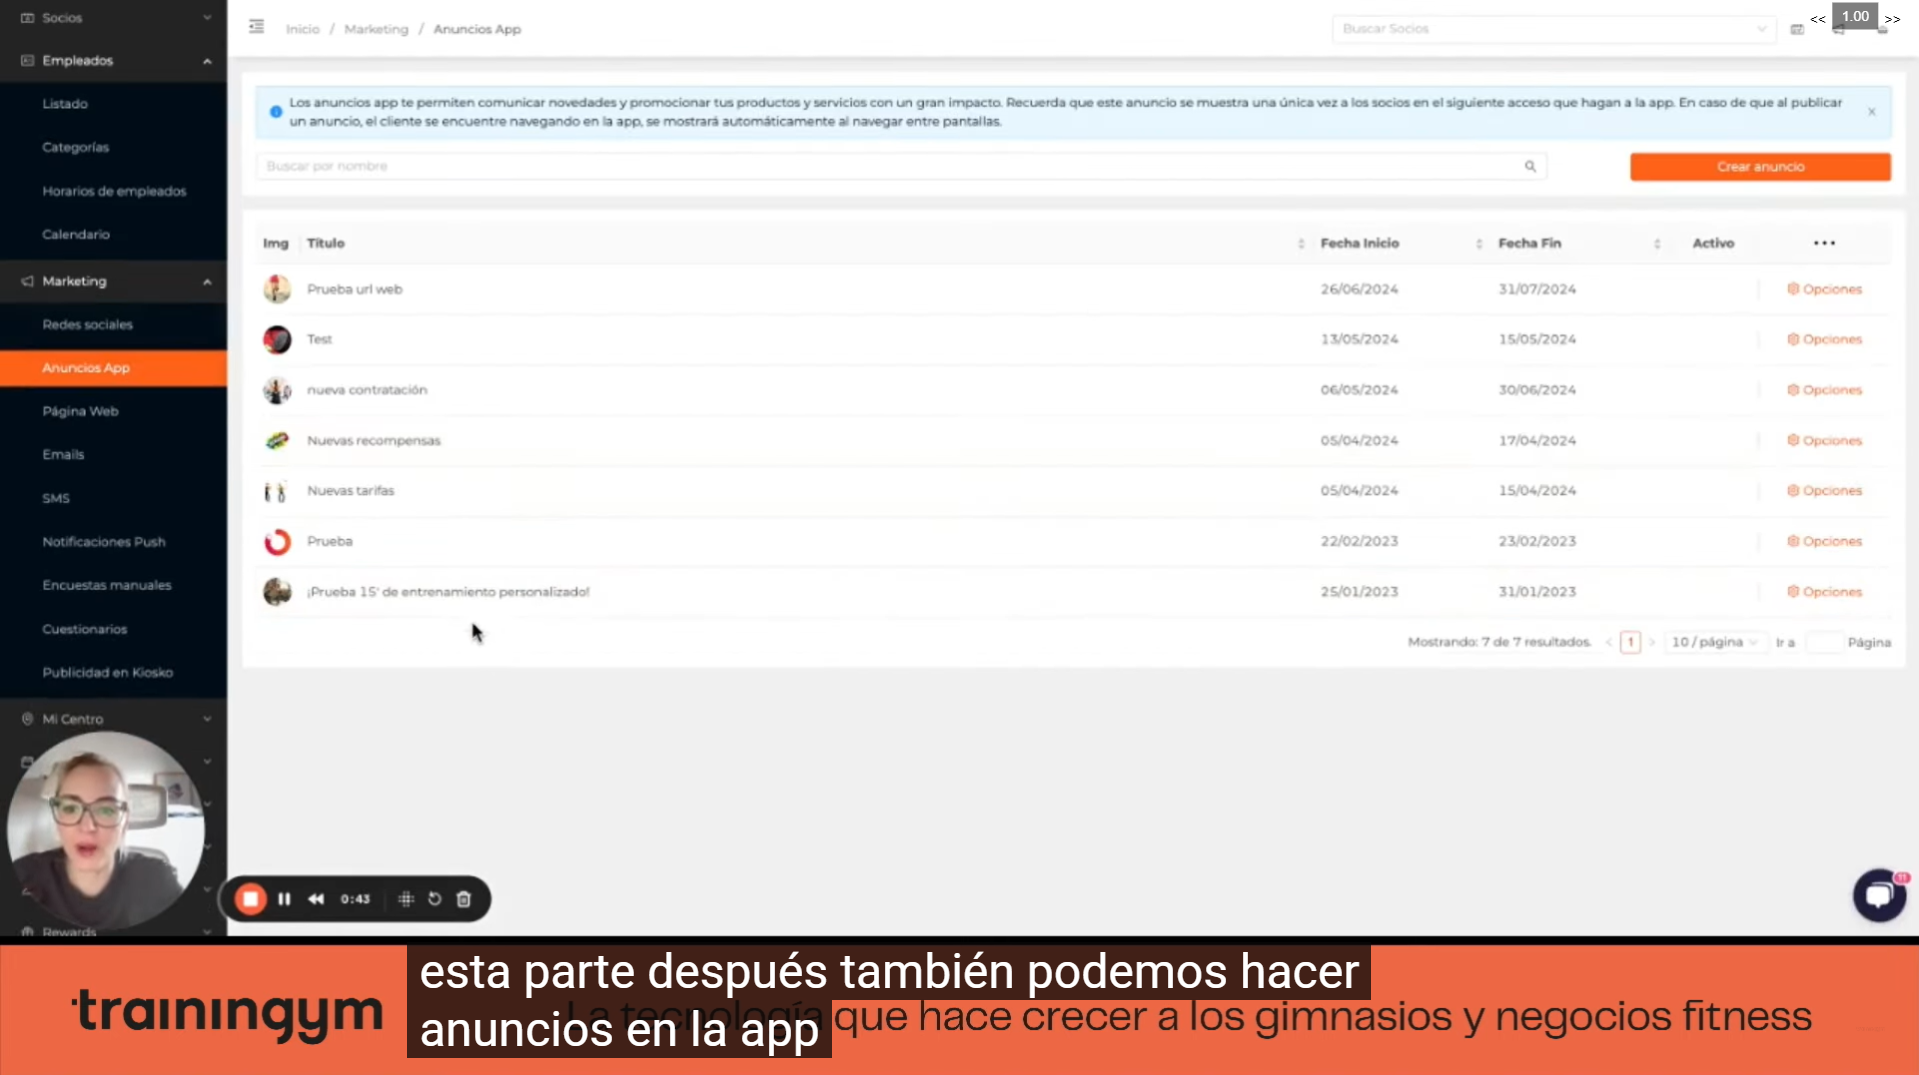 Socios
Inicio / Marketing / Anuncios App
Buscar Socios
<< 1.00 >>
Empleados
Listado
Categorías
Horarios de empleados
Calendario
Marketing
Redes sociales
Anuncios App
Página Web
Emails
SMS
Notificaciones Push
Encuestas manuales
Cuestionarios
Publicidad en Kiosko
Mi Centro
Rewards
Los anuncios app te permiten comunicar novedades y promocionar tus productos y servicios con un gran impacto. Recuerda que este anuncio se muestra una única vez a los socios en el siguiente acceso que hagan a la app. En caso de que al publicar
un anuncio, el cliente se encuentre navegando en la app, se mostrará automáticamente al navegar entre pantallas.
Buscar por nombre
Crear anuncio
Img Título Fecha Inicio Fecha Fin Activo
Prueba url web 26/06/2024 31/07/2024 Opciones
Test 13/05/2024 15/05/2024 Opciones
nueva contratación 06/05/2024 30/06/2024 Opciones
Nuevas recompensas 05/04/2024 17/04/2024 Opciones
Nuevas tarifas 05/04/2024 15/04/2024 Opciones
Prueba 22/02/2023 23/02/2023 Opciones
¡Prueba 15' de entrenamiento personalizado! 25/01/2023 31/01/2023 Opciones
Mostrando: 7 de 7 resultados. < 1 > 10 / página Ir a Página
0:43
11
esta parte después también podemos hacer
anuncios en la app
trainingym
La tecnología que hace crecer a los gimnasios y negocios fitness